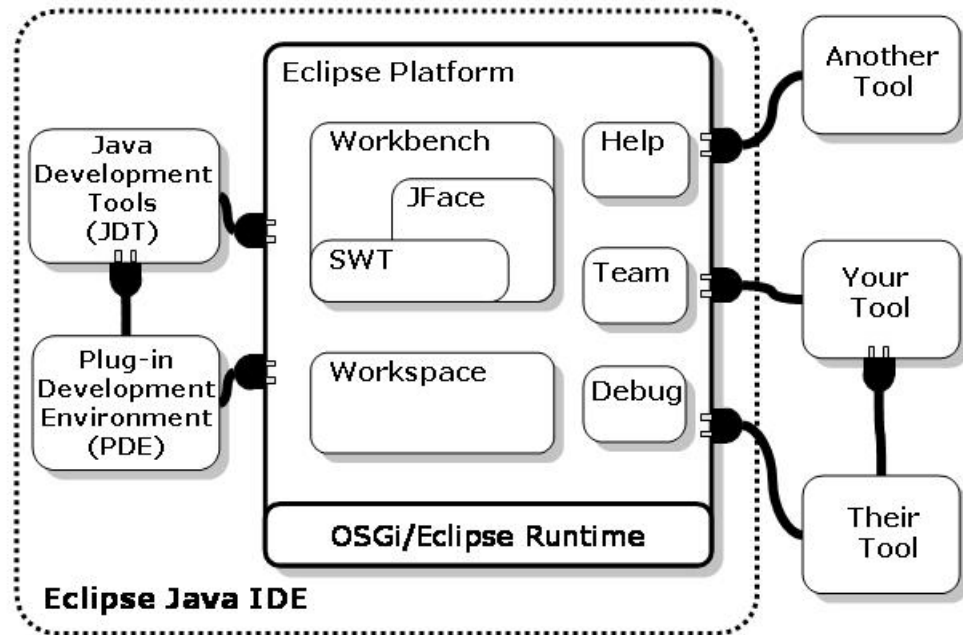 Eclipse Platform
Another
Tool
Workbench
Help
Java
Development
Tools
(JDT)
JFace
SWT
Team
Your
Tool
Plug-in
Development
Environment
(PDE)
Workspace
Debug
Their
Tool
OSGi/Eclipse Runtime
Eclipse Java IDE